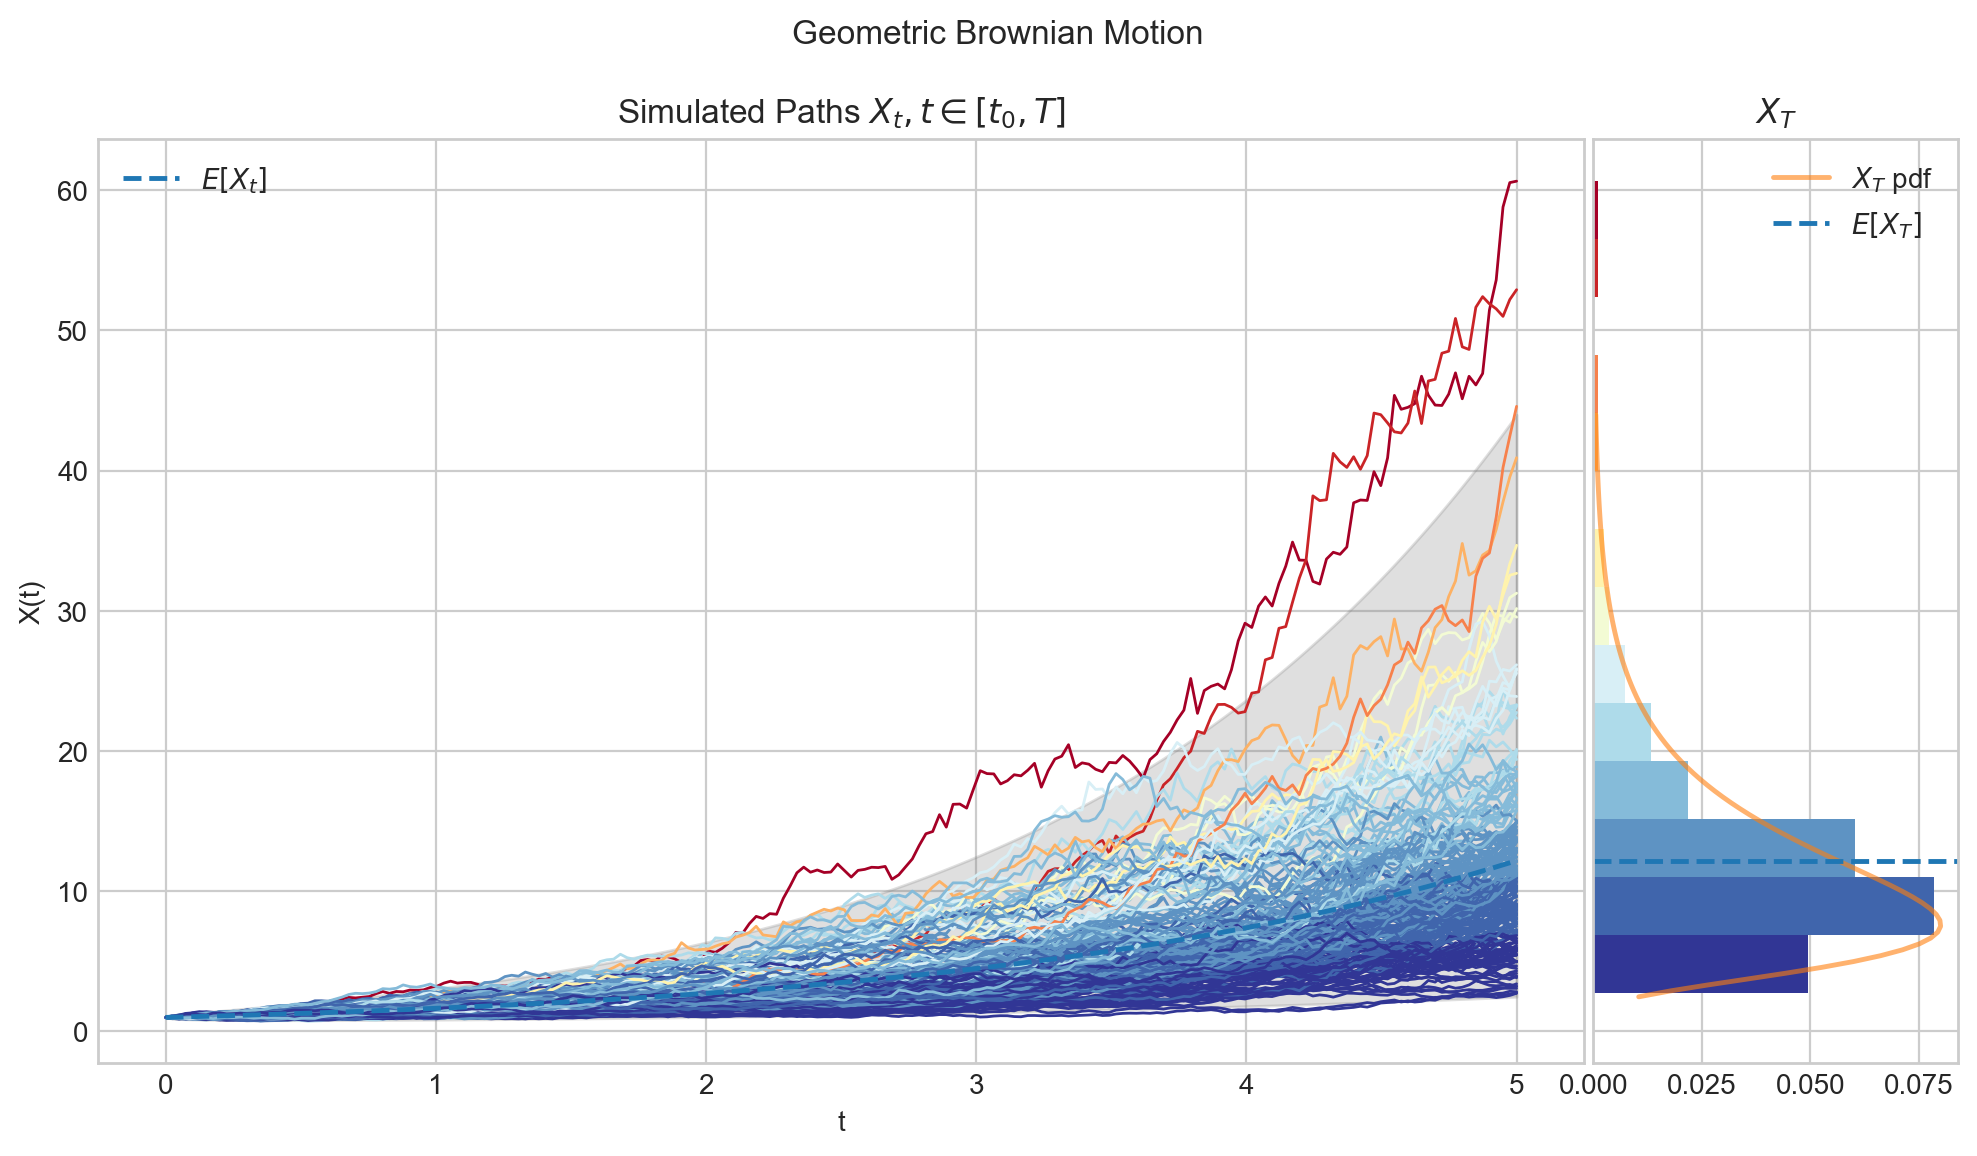 Geometric Brownian Motion
Simulated Paths $X_t, t \in [t_0, T]$
$X_T$
$E[X_t]$
$X_T$ pdf
$E[X_T]$
60
50
40
30
20
10
0
X(t)
0 1 2 3 4 5
0.000 0.025 0.050 0.075
t